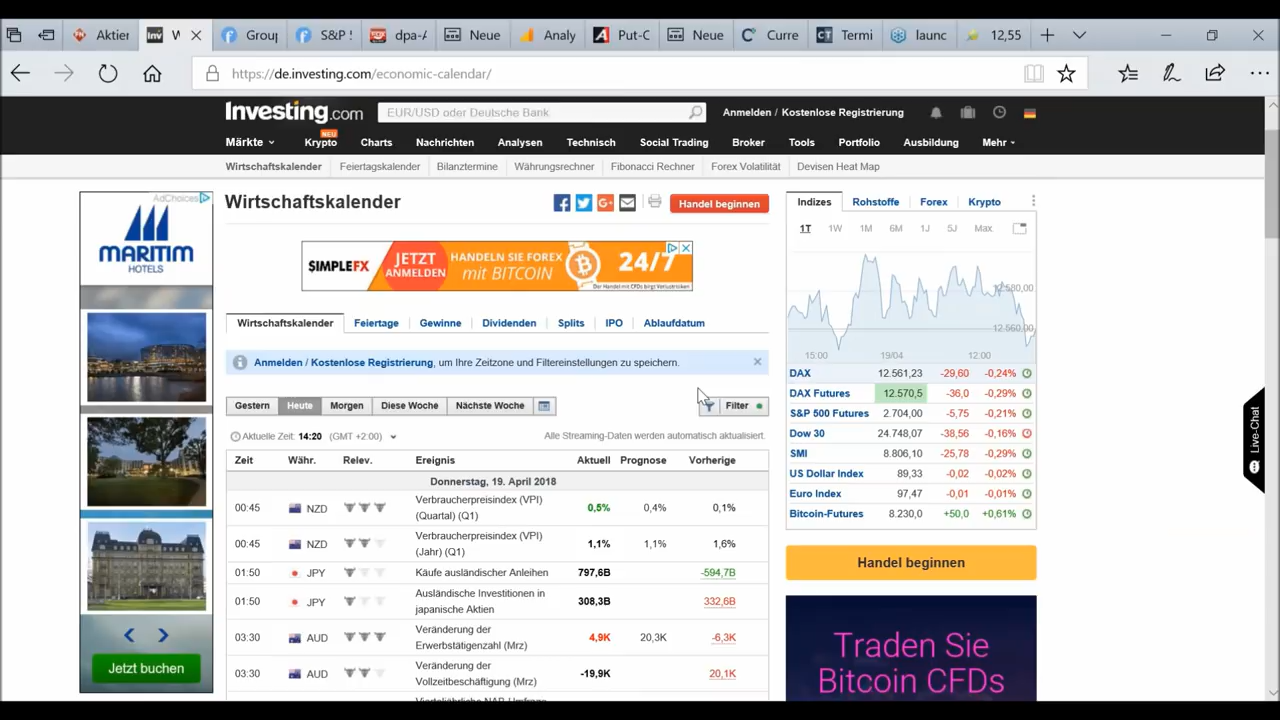 Aktier
W
Group
S&P
dpa-A
Neue
Analy
Put-C
Neue
Curre
Termi
launc
12,55
https://de.investing.com/economic-calendar/
Investing.com
EUR/USD oder Deutsche Bank
Anmelden / Kostenlose Registrierung
NEU
Märkte Krypto Charts Nachrichten Analysen Technisch Social Trading Broker Tools Portfolio Ausbildung Mehr
Wirtschaftskalender Feiertagskalender Bilanztermine Währungsrechner Fibonacci Rechner Forex Volatilität Devisen Heat Map
AdChoices
MARITIM
HOTELS
Jetzt buchen
Wirtschaftskalender
Handel beginnen
SIMPLEFX
JETZT
ANMELDEN
HANDELN SIE FOREX
mit BITCOIN
24/7
Der Handel mit CFDs birgt Verlustrisiken
Wirtschaftskalender Feiertage Gewinne Dividenden Splits IPO Ablaufdatum
Anmelden / Kostenlose Registrierung, um Ihre Zeitzone und Filtereinstellungen zu speichern.
Gestern Heute Morgen Diese Woche Nächste Woche Filter
Aktuelle Zeit: 14:20 (GMT +2:00)
Alle Streaming-Daten werden automatisch aktualisiert.
Zeit Währ. Relev. Ereignis Aktuell Prognose Vorherige
Donnerstag, 19. April 2018
00:45 NZD Verbraucherpreisindex (VPI) (Quartal) (Q1) 0,5% 0,4% 0,1%
00:45 NZD Verbraucherpreisindex (VPI) (Jahr) (Q1) 1,1% 1,1% 1,6%
01:50 JPY Käufe ausländischer Anleihen 797,6B -594,7B
01:50 JPY Ausländische Investitionen in japanische Aktien 308,3B 332,6B
03:30 AUD Veränderung der Erwerbstätigenzahl (Mrz) 4,9K 20,3K -6,3K
03:30 AUD Veränderung der Vollzeitbeschäftigung (Mrz) -19,9K 20,1K
Indizes Rohstoffe Forex Krypto
1T 1W 1M 6M 1J 5J Max.
12.580,00
12.560,00
15:00 19/04 12:00
DAX 12.561,23 -29,60 -0,24%
DAX Futures 12.570,5 -36,0 -0,29%
S&P 500 Futures 2.704,00 -5,75 -0,21%
Dow 30 24.748,07 -38,56 -0,16%
SMI 8.806,10 -25,78 -0,29%
US Dollar Index 89,33 -0,02 -0,02%
Euro Index 97,47 -0,01 -0,01%
Bitcoin-Futures 8.230,0 +50,0 +0,61%
Handel beginnen
Traden Sie
Bitcoin CFDs
Live-Chat